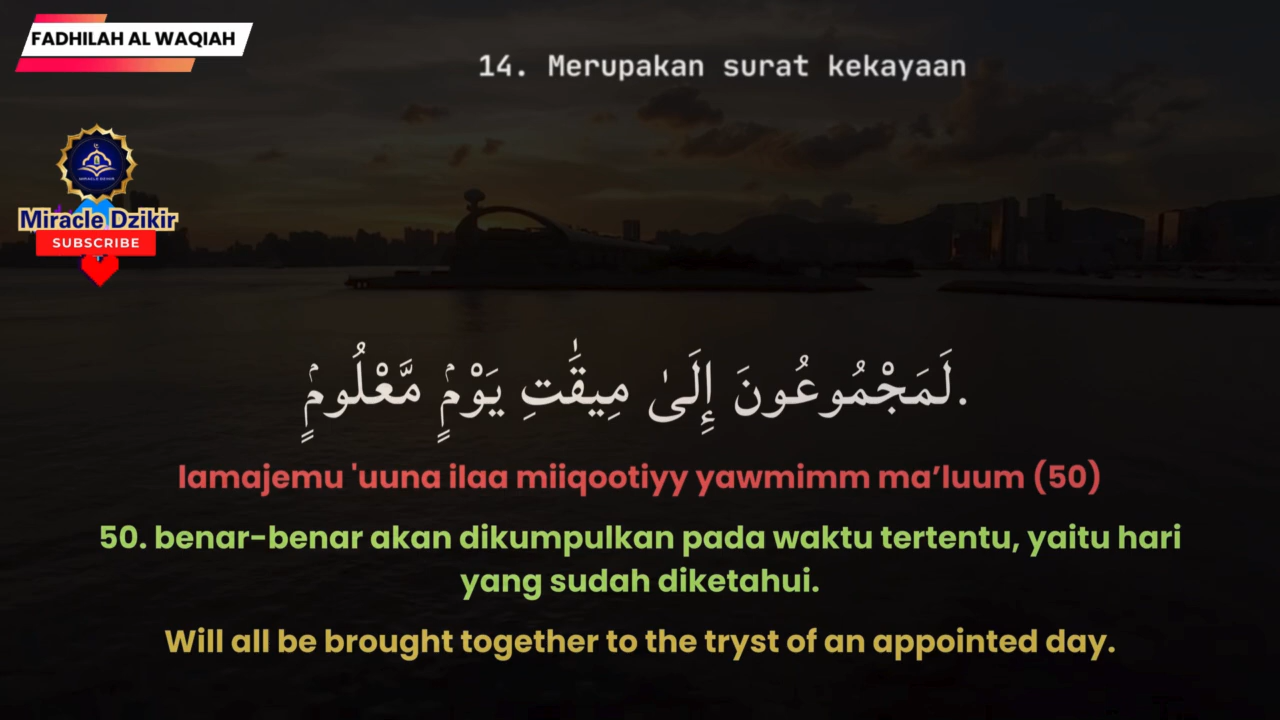 FADHILAH AL WAQIAH
14. Merupakan surat kekayaan
Miracle Dzikir
SUBSCRIBE
لَمَجْمُوعُونَ إِلَىٰ مِيقَٰتِ يَوْمٍۢ مَّعْلُومٍۢ.
lamajemu 'uuna ilaa miiqootiyy yawmimm ma’luum (50)
50. benar-benar akan dikumpulkan pada waktu tertentu, yaitu hari
yang sudah diketahui.
Will all be brought together to the tryst of an appointed day.